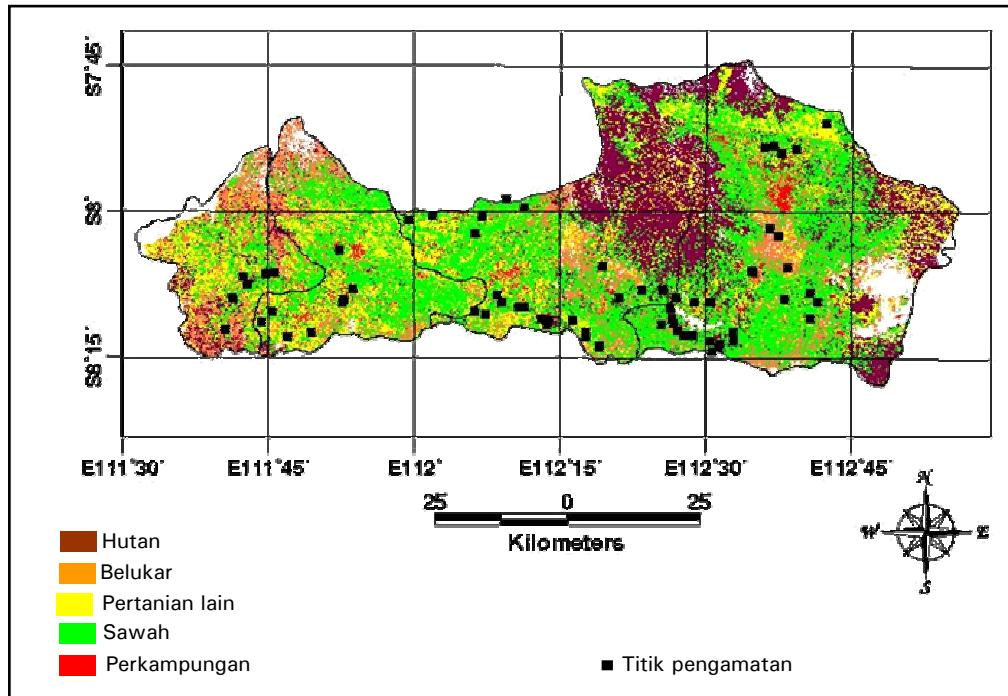 S7°45'
S8°
S8°15'
E111°30'
E111°45'
E112°
E112°15'
E112°30'
E112°45'
25 0 25
Kilometers
N
W E
S
Hutan
Belukar
Pertanian lain
Sawah
Perkampungan
Titik pengamatan